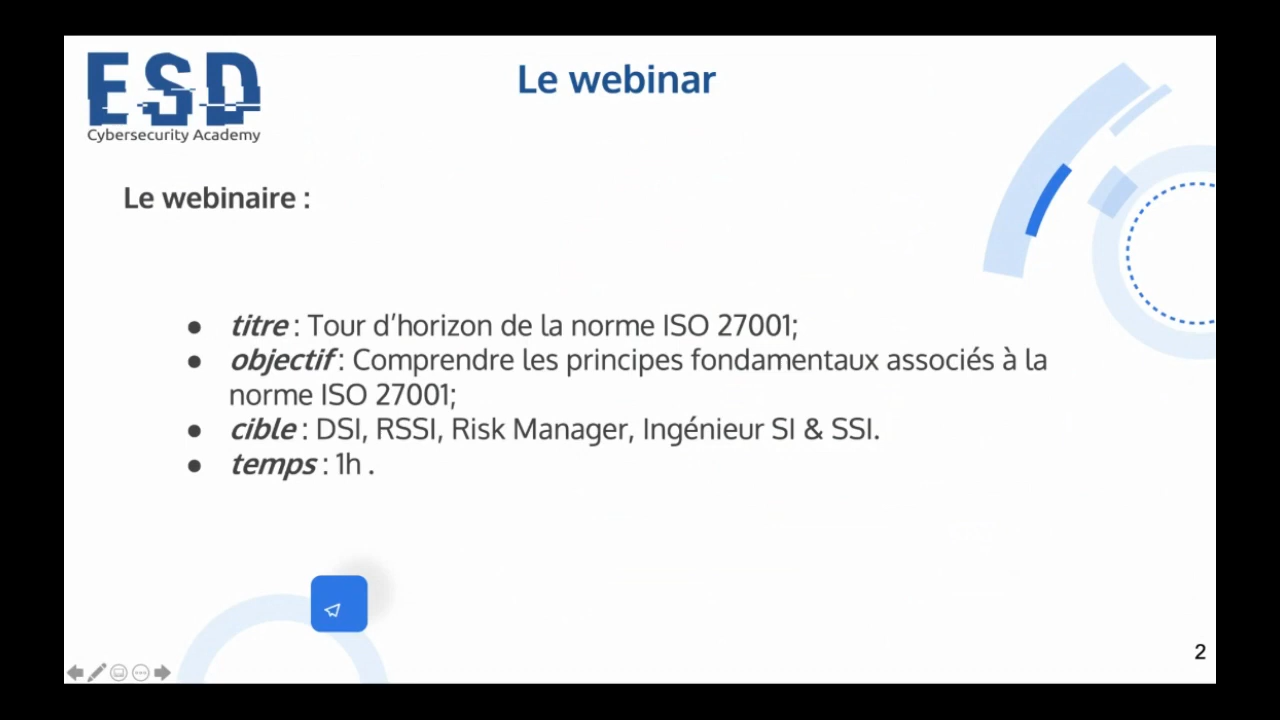 ESD
Cybersecurity Academy
Le webinar
Le webinaire :
● titre : Tour d’horizon de la norme ISO 27001;
● objectif : Comprendre les principes fondamentaux associés à la
norme ISO 27001;
● cible : DSI, RSSI, Risk Manager, Ingénieur SI & SSI.
● temps : 1h .
2